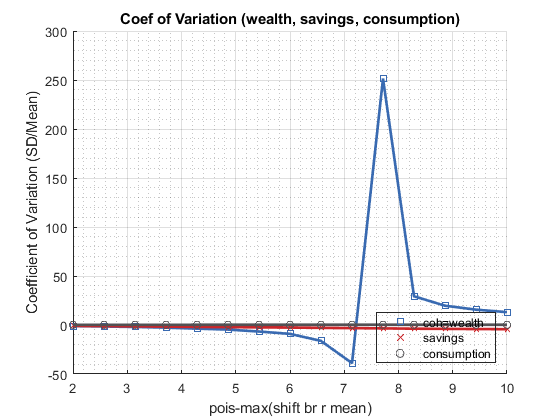 Coef of Variation (wealth, savings, consumption)
300
250
200
150
100
50
0
-50
Coefficient of Variation (SD/Mean)
coh=wealth
savings
consumption
2 3 4 5 6 7 8 9 10
pois-max(shift br r mean)